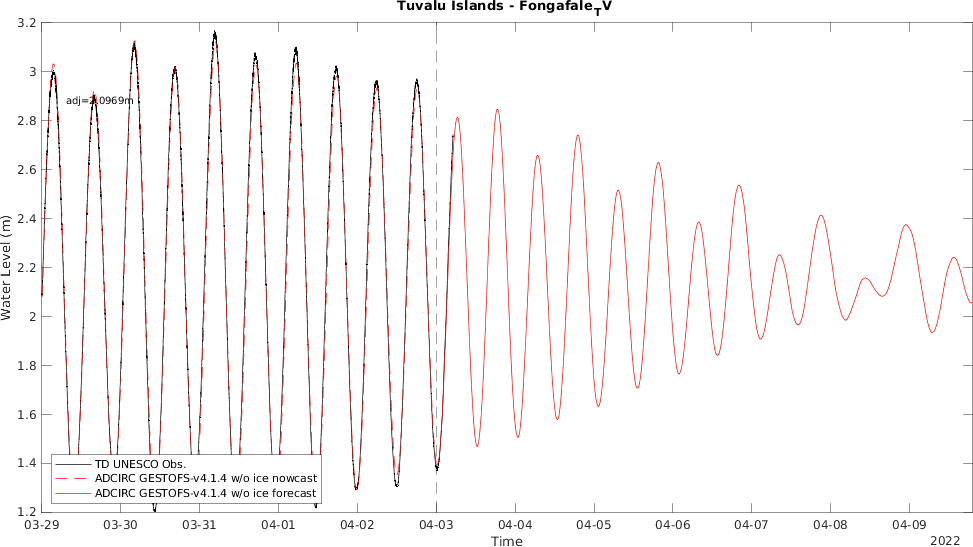 Tuvalu Islands - Fongafale_TV
3.2
3
adj=2.0969m
2.8
2.6
2.4
2.2
2
1.8
1.6
1.4
1.2
Water Level (m)
TD UNESCO Obs.
ADCIRC GESTOFS-v4.1.4 w/o ice nowcast
ADCIRC GESTOFS-v4.1.4 w/o ice forecast
03-29 03-30 03-31 04-01 04-02 04-03 04-04 04-05 04-06 04-07 04-08 04-09
Time
2022